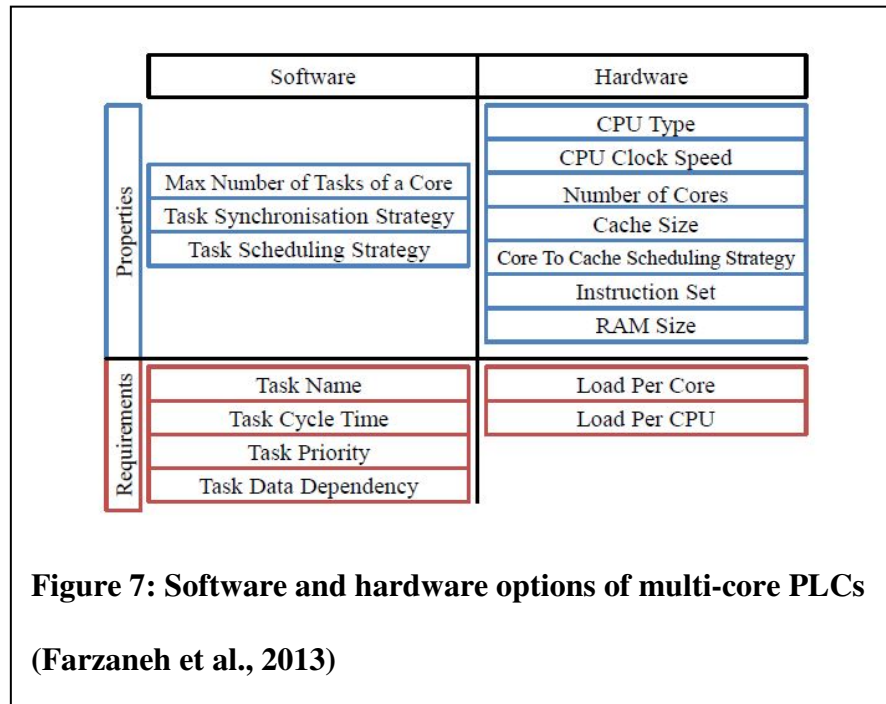 Software
Hardware
Properties
Max Number of Tasks of a Core
Task Synchronisation Strategy
Task Scheduling Strategy
CPU Type
CPU Clock Speed
Number of Cores
Cache Size
Core To Cache Scheduling Strategy
Instruction Set
RAM Size
Requirements
Task Name
Task Cycle Time
Task Priority
Task Data Dependency
Load Per Core
Load Per CPU
Figure 7: Software and hardware options of multi-core PLCs
(Farzaneh et al., 2013)